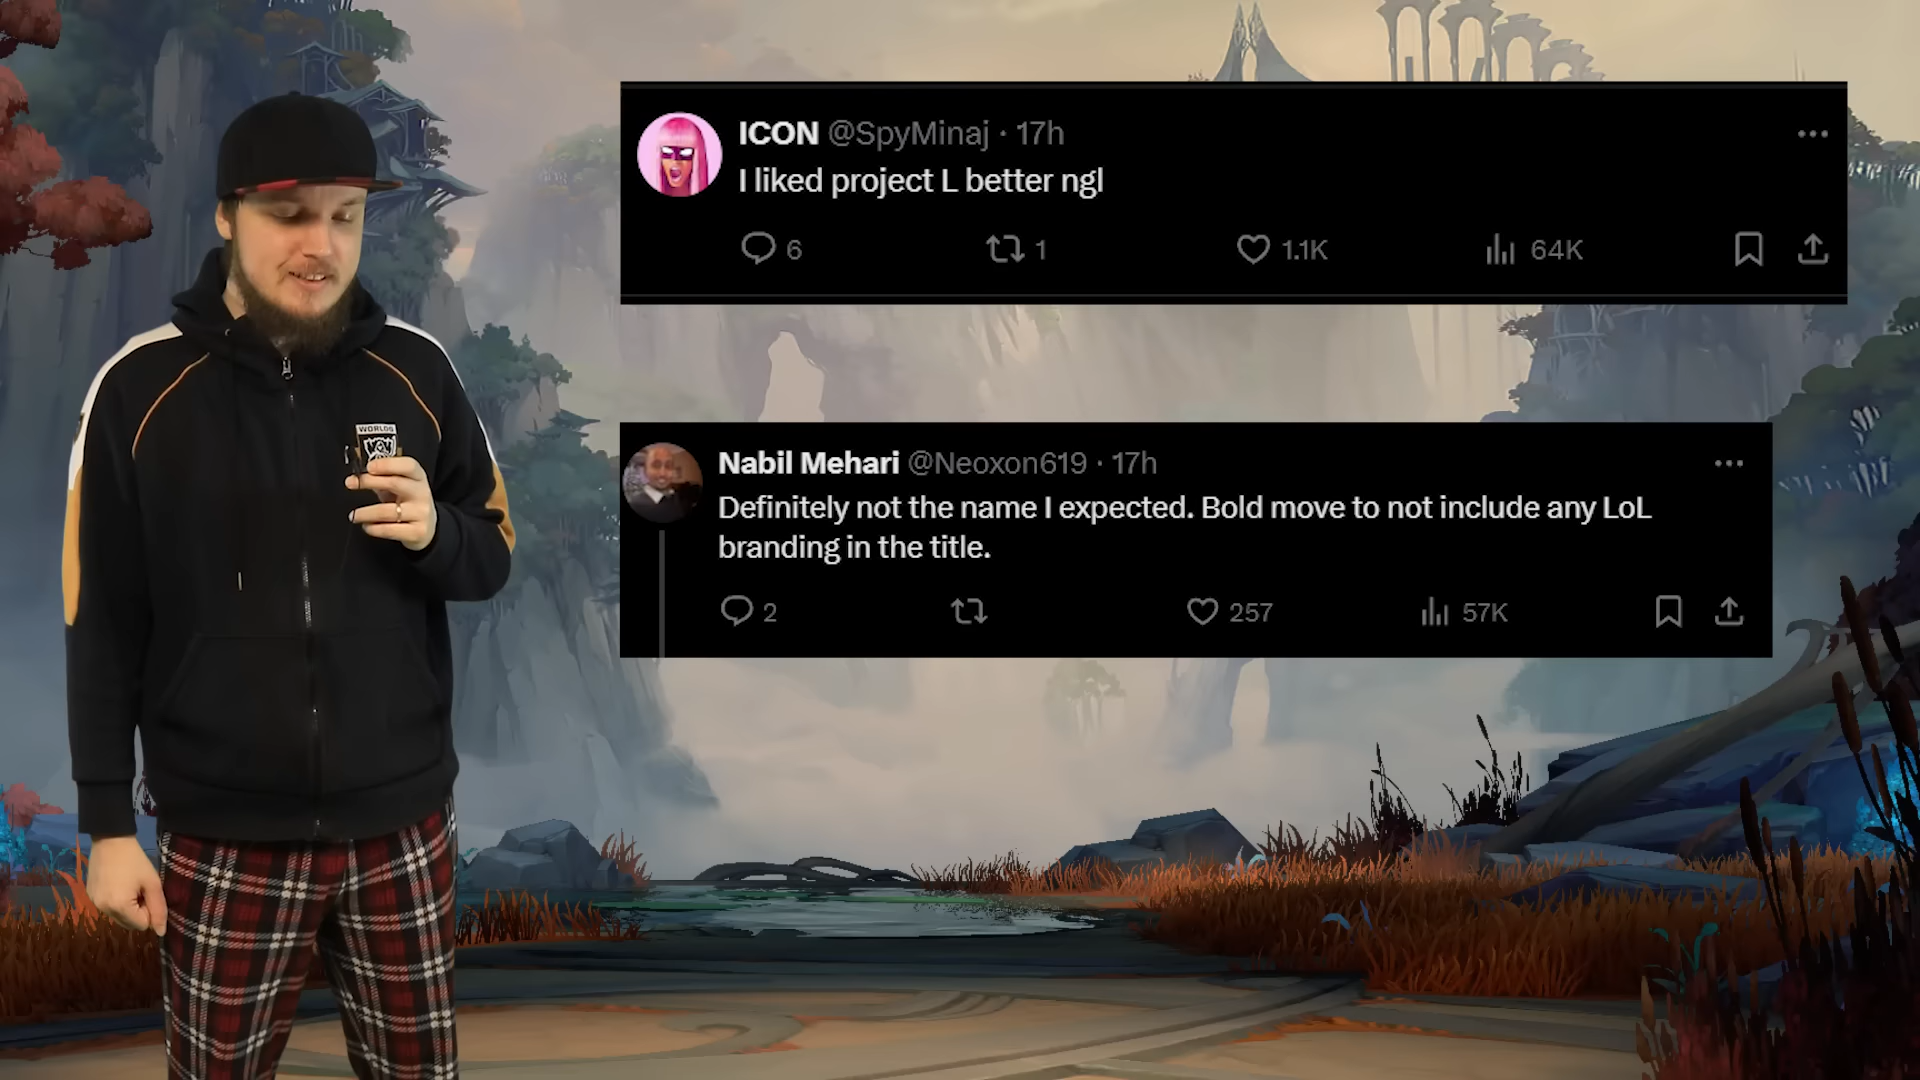 ICON @SpyMinaj · 17h
I liked project L better ngl
6 1 1.1K 64K
WORLDS
Nabil Mehari @Neoxon619 · 17h
Definitely not the name I expected. Bold move to not include any LoL
branding in the title.
2 257 57K